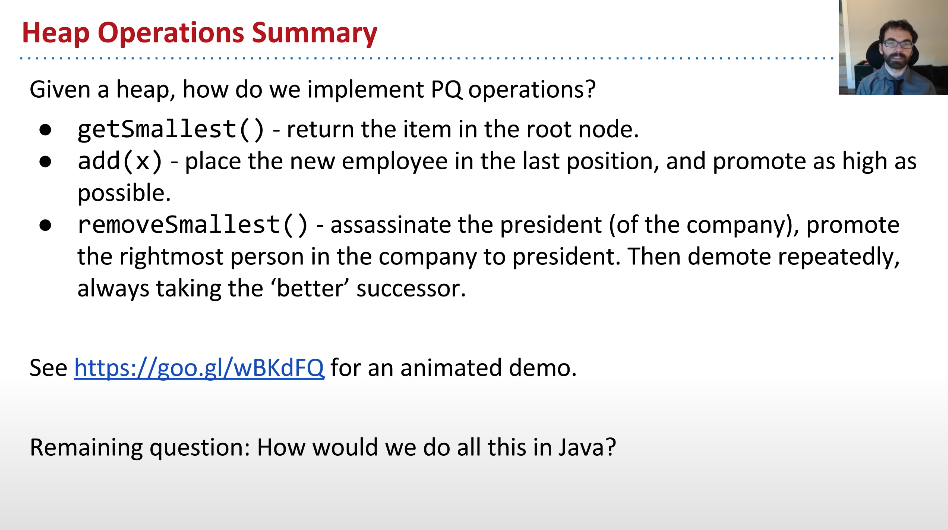 Heap Operations Summary
Given a heap, how do we implement PQ operations?
● getSmallest() - return the item in the root node.
● add(x) - place the new employee in the last position, and promote as high as
possible.
● removeSmallest() - assassinate the president (of the company), promote
the rightmost person in the company to president. Then demote repeatedly,
always taking the ‘better’ successor.
See https://goo.gl/wBKdFQ for an animated demo.
Remaining question: How would we do all this in Java?